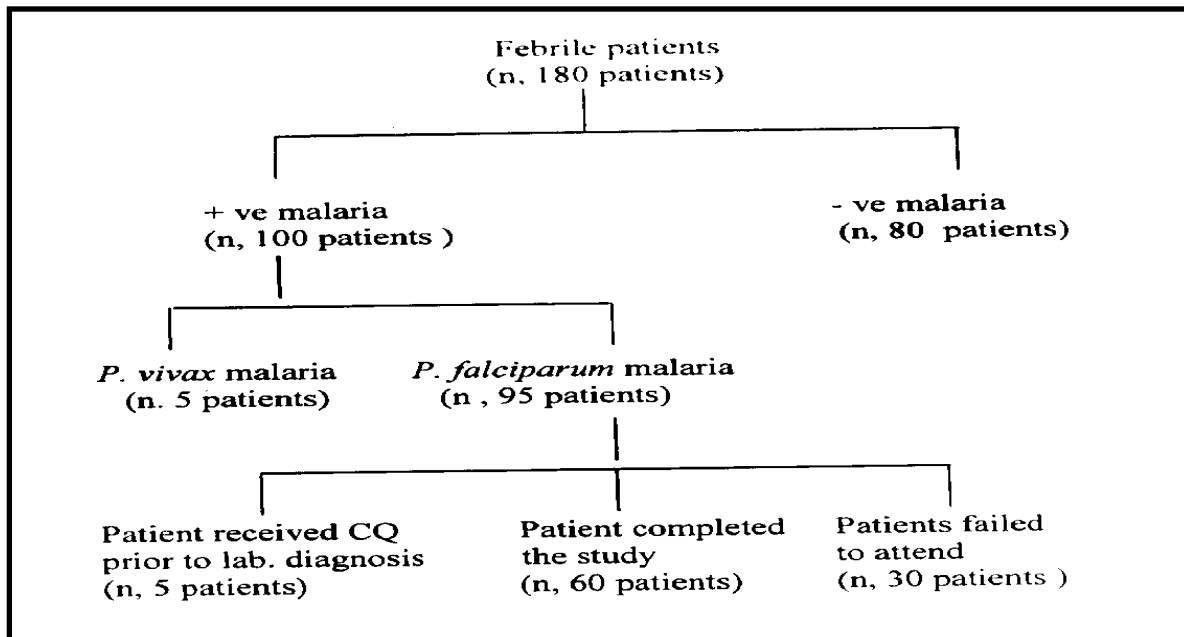 Febrile patients
(n, 180 patients)
+ ve malaria
(n, 100 patients )
- ve malaria
(n, 80 patients)
P. vivax malaria
(n. 5 patients)
P. falciparum malaria
(n , 95 patients)
Patient received CQ
prior to lab. diagnosis
(n, 5 patients)
Patient completed
the study
(n, 60 patients)
Patients failed
to attend
(n, 30 patients )